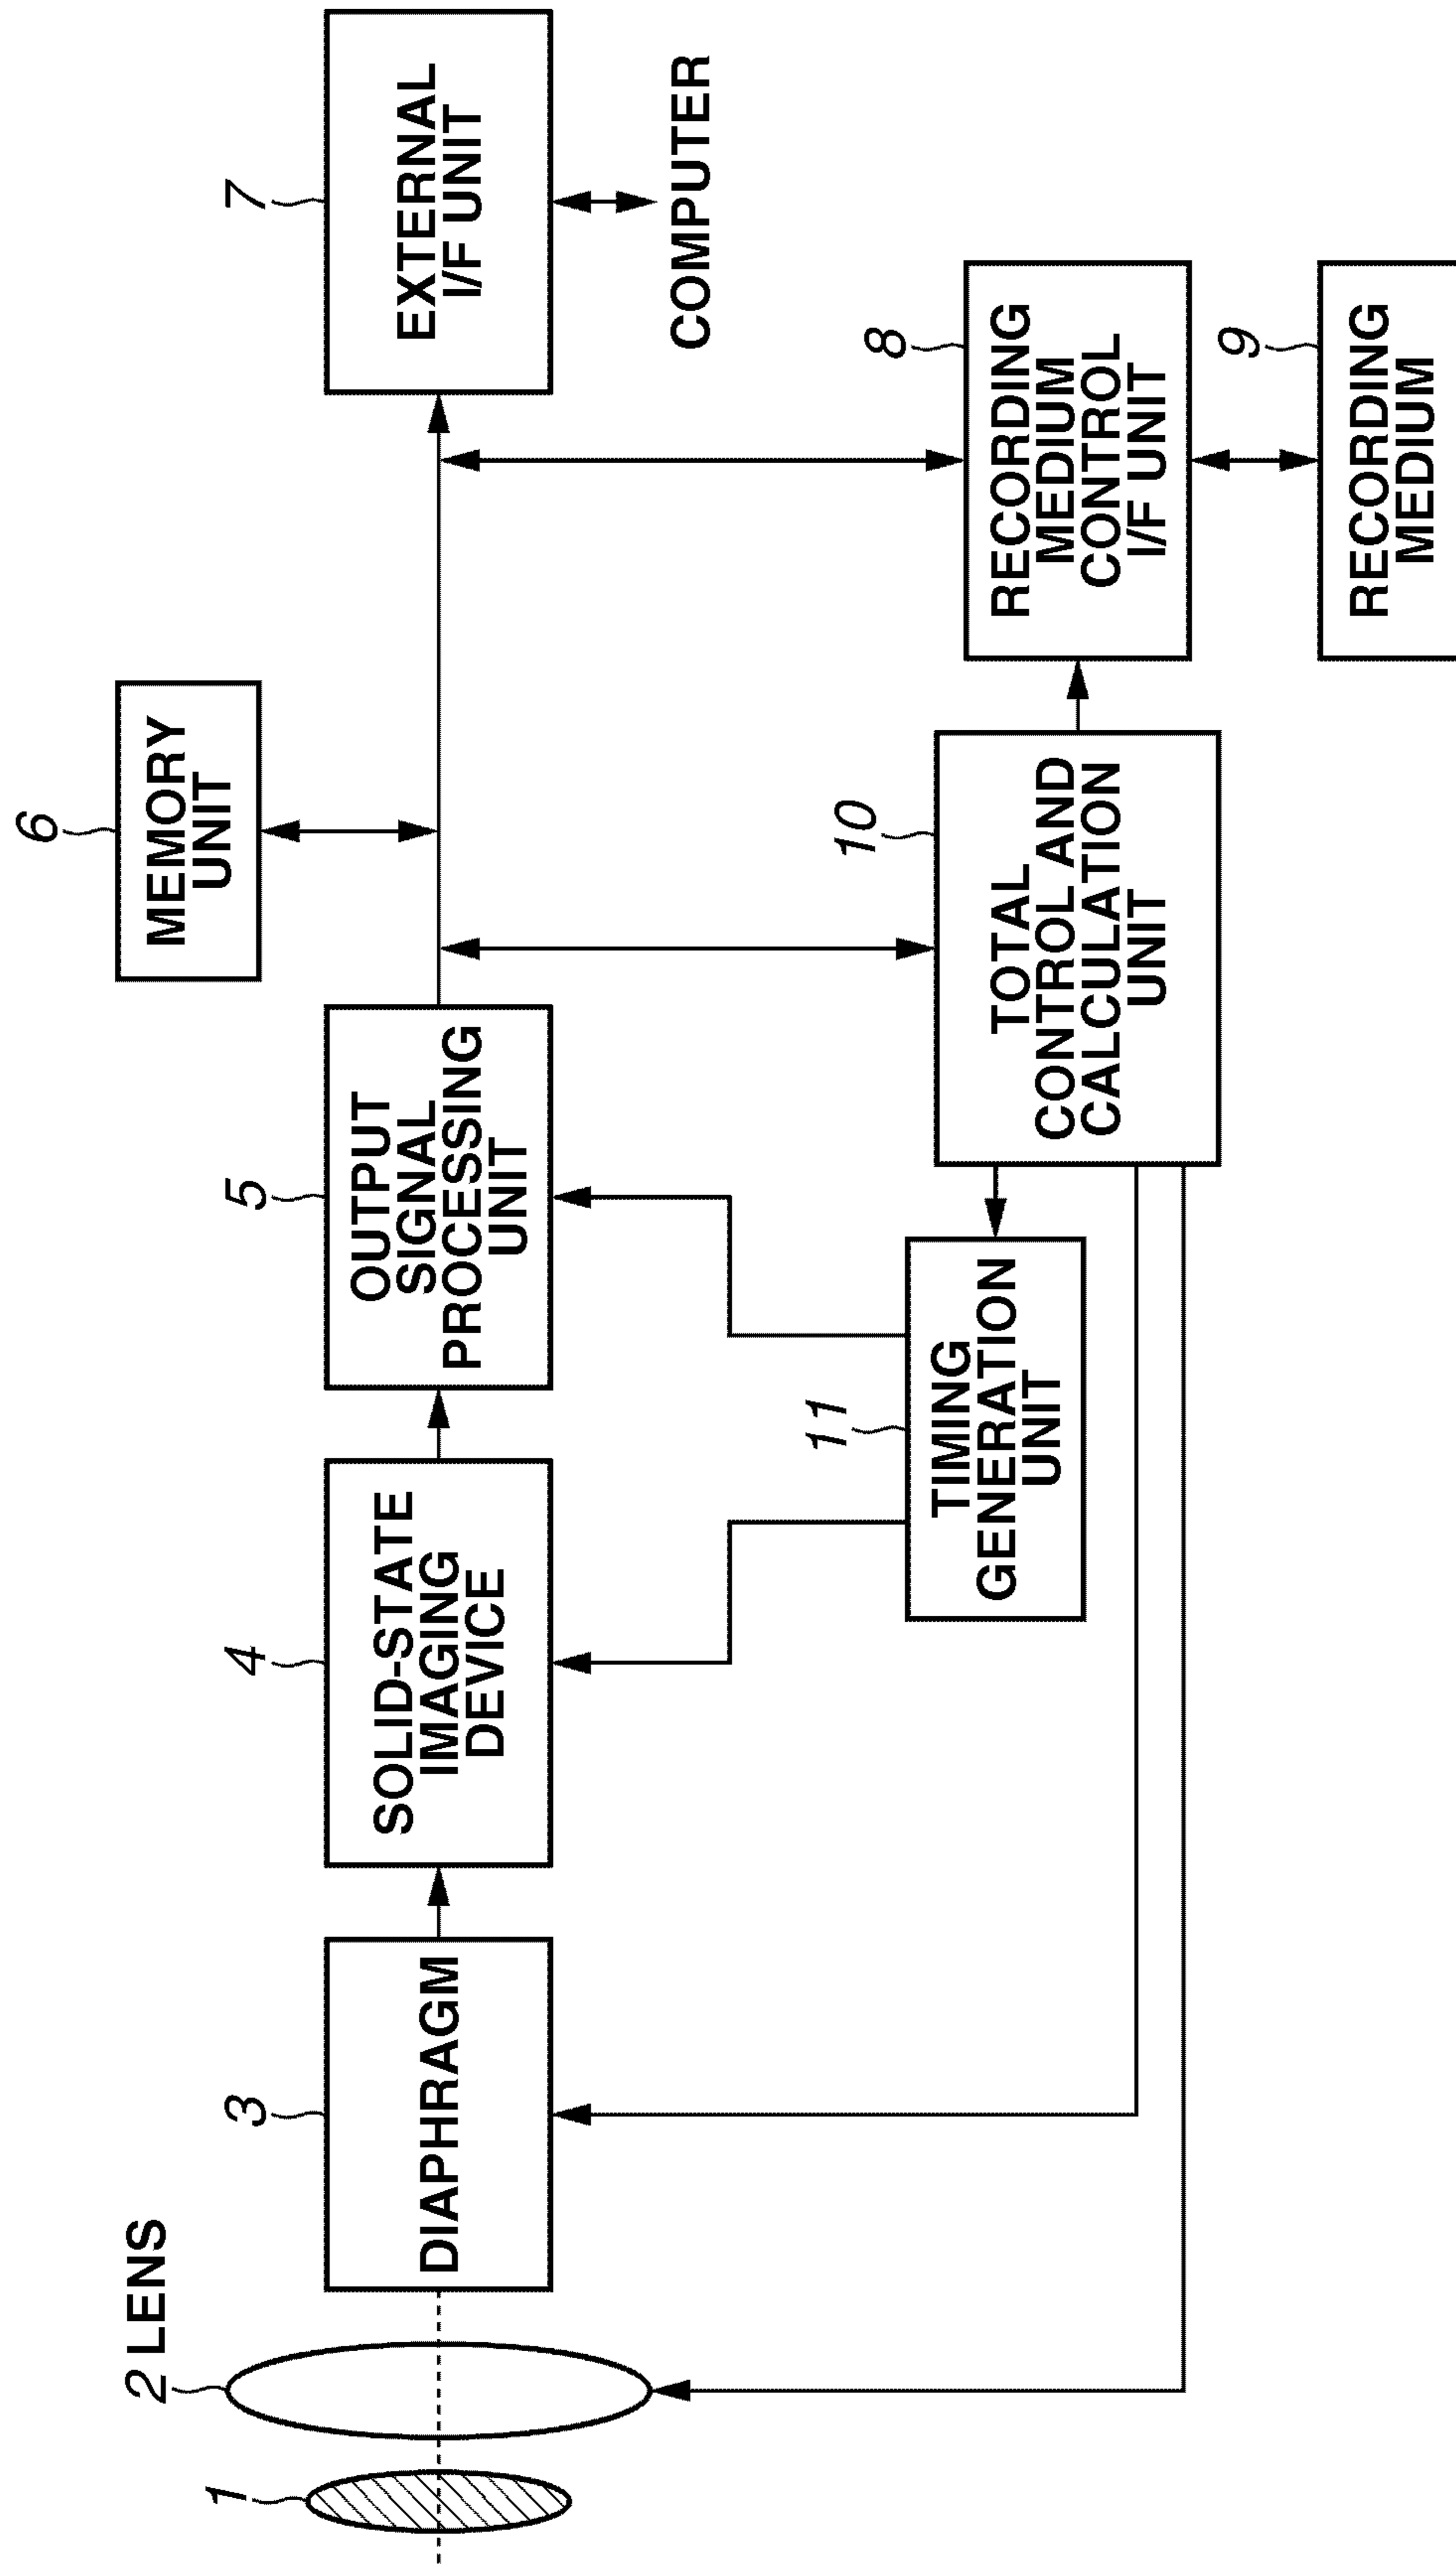 1
2 LENS
3
DIAPHRAGM
4
SOLID-STATE
IMAGING
DEVICE
5
OUTPUT
SIGNAL
PROCESSING
UNIT
6
MEMORY
UNIT
7
EXTERNAL
I/F UNIT
COMPUTER
11
TIMING
GENERATION
UNIT
10
TOTAL
CONTROL AND
CALCULATION
UNIT
8
RECORDING
MEDIUM
CONTROL
I/F UNIT
9
RECORDING
MEDIUM